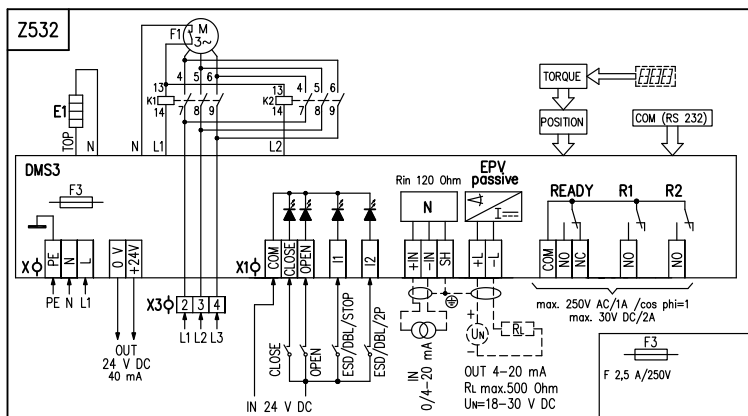 Z532
F1
M
3~
4 5 6
4 5 6
13
K1
14
7 8 9
13
K2
14
7 8 9
E1
TOP
N
N
L1
L2
TORQUE
POSITION
COM (RS 232)
DMS3
F3
Rin 120 Ohm
N
EPV
passive
READY
R1
R2
X
PE
N
L
0 V
+24V
X1
COM
CLOSE
OPEN
I1
I2
+IN
-IN
SH
+L
-L
COM
NO
NC
NO
NO
PE N L1
X3
2 3 4
L1 L2 L3
OUT
24 V DC
40 mA
CLOSE
OPEN
ESD/DBL/STOP
ESD/DBL/2P
IN 24 V DC
IN
0/4-20 mA
+
UN
-
RL
OUT 4-20 mA
RL max.500 Ohm
UN=18-30 V DC
max. 250V AC/1A /cos phi=1
max. 30V DC/2A
F3
F 2,5 A/250V